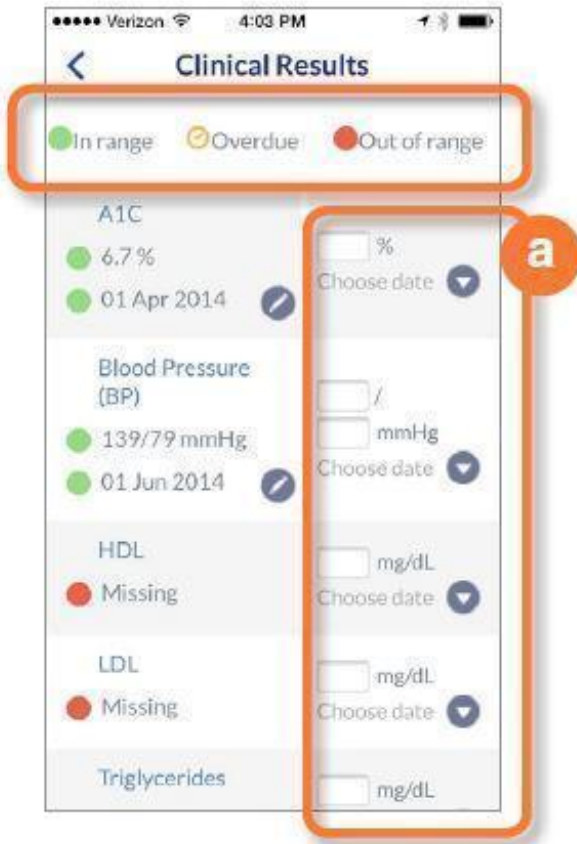 Verizon 4:03 PM
Clinical Results
In range Overdue Out of range
a
A1C
6.7 %
01 Apr 2014
%
Choose date
Blood Pressure
(BP)
139/79 mmHg
01 Jun 2014
/
mmHg
Choose date
HDL
Missing
mg/dL
Choose date
LDL
Missing
mg/dL
Choose date
Triglycerides
mg/dL